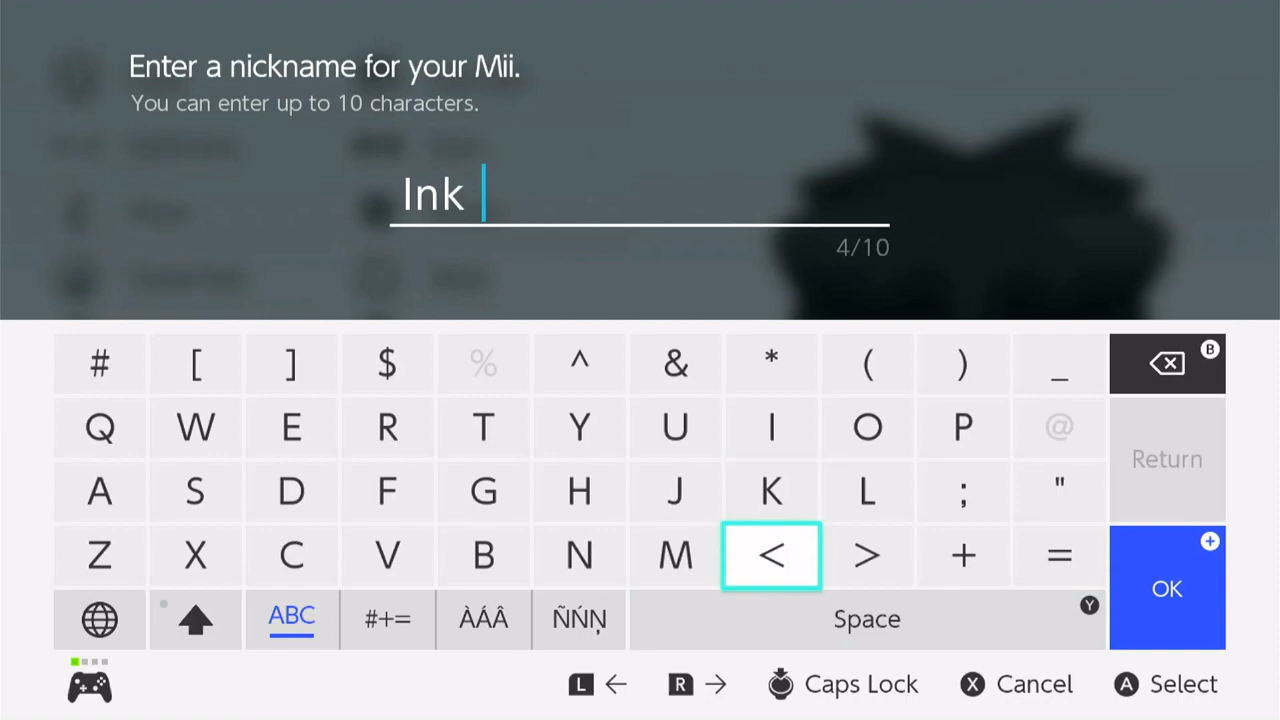 Enter a nickname for your Mii.
You can enter up to 10 characters.
Ink
4/10
# [ ] $ % ^ & * ( ) _ B
Q W E R T Y U I O P @
Return
A S D F G H J K L ; "
Z X C V B N M < > + = +
OK
ABC #+= ÀÁÂ ÑŃŅ Space Y
L ← R → Caps Lock X Cancel A Select